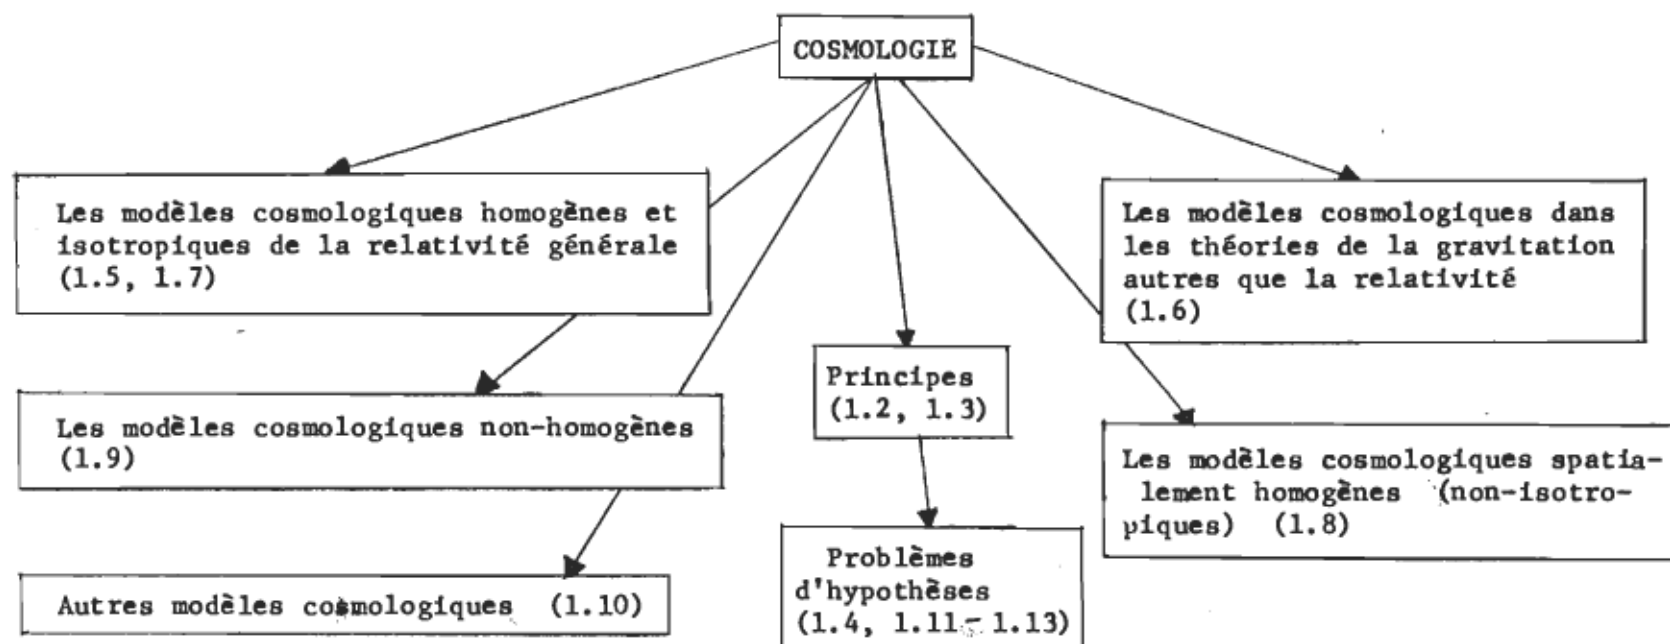 COSMOLOGIE
Les modèles cosmologiques homogènes et
isotropiques de la relativité générale
(1.5, 1.7)
Les modèles cosmologiques dans
les théories de la gravitation
autres que la relativité
(1.6)
Principes
(1.2, 1.3)
Les modèles cosmologiques non-homogènes
(1.9)
Les modèles cosmologiques spatia-
lement homogènes (non-isotro-
piques) (1.8)
Problèmes
d'hypothèses
(1.4, 1.11 - 1.13)
Autres modèles cosmologiques (1.10)